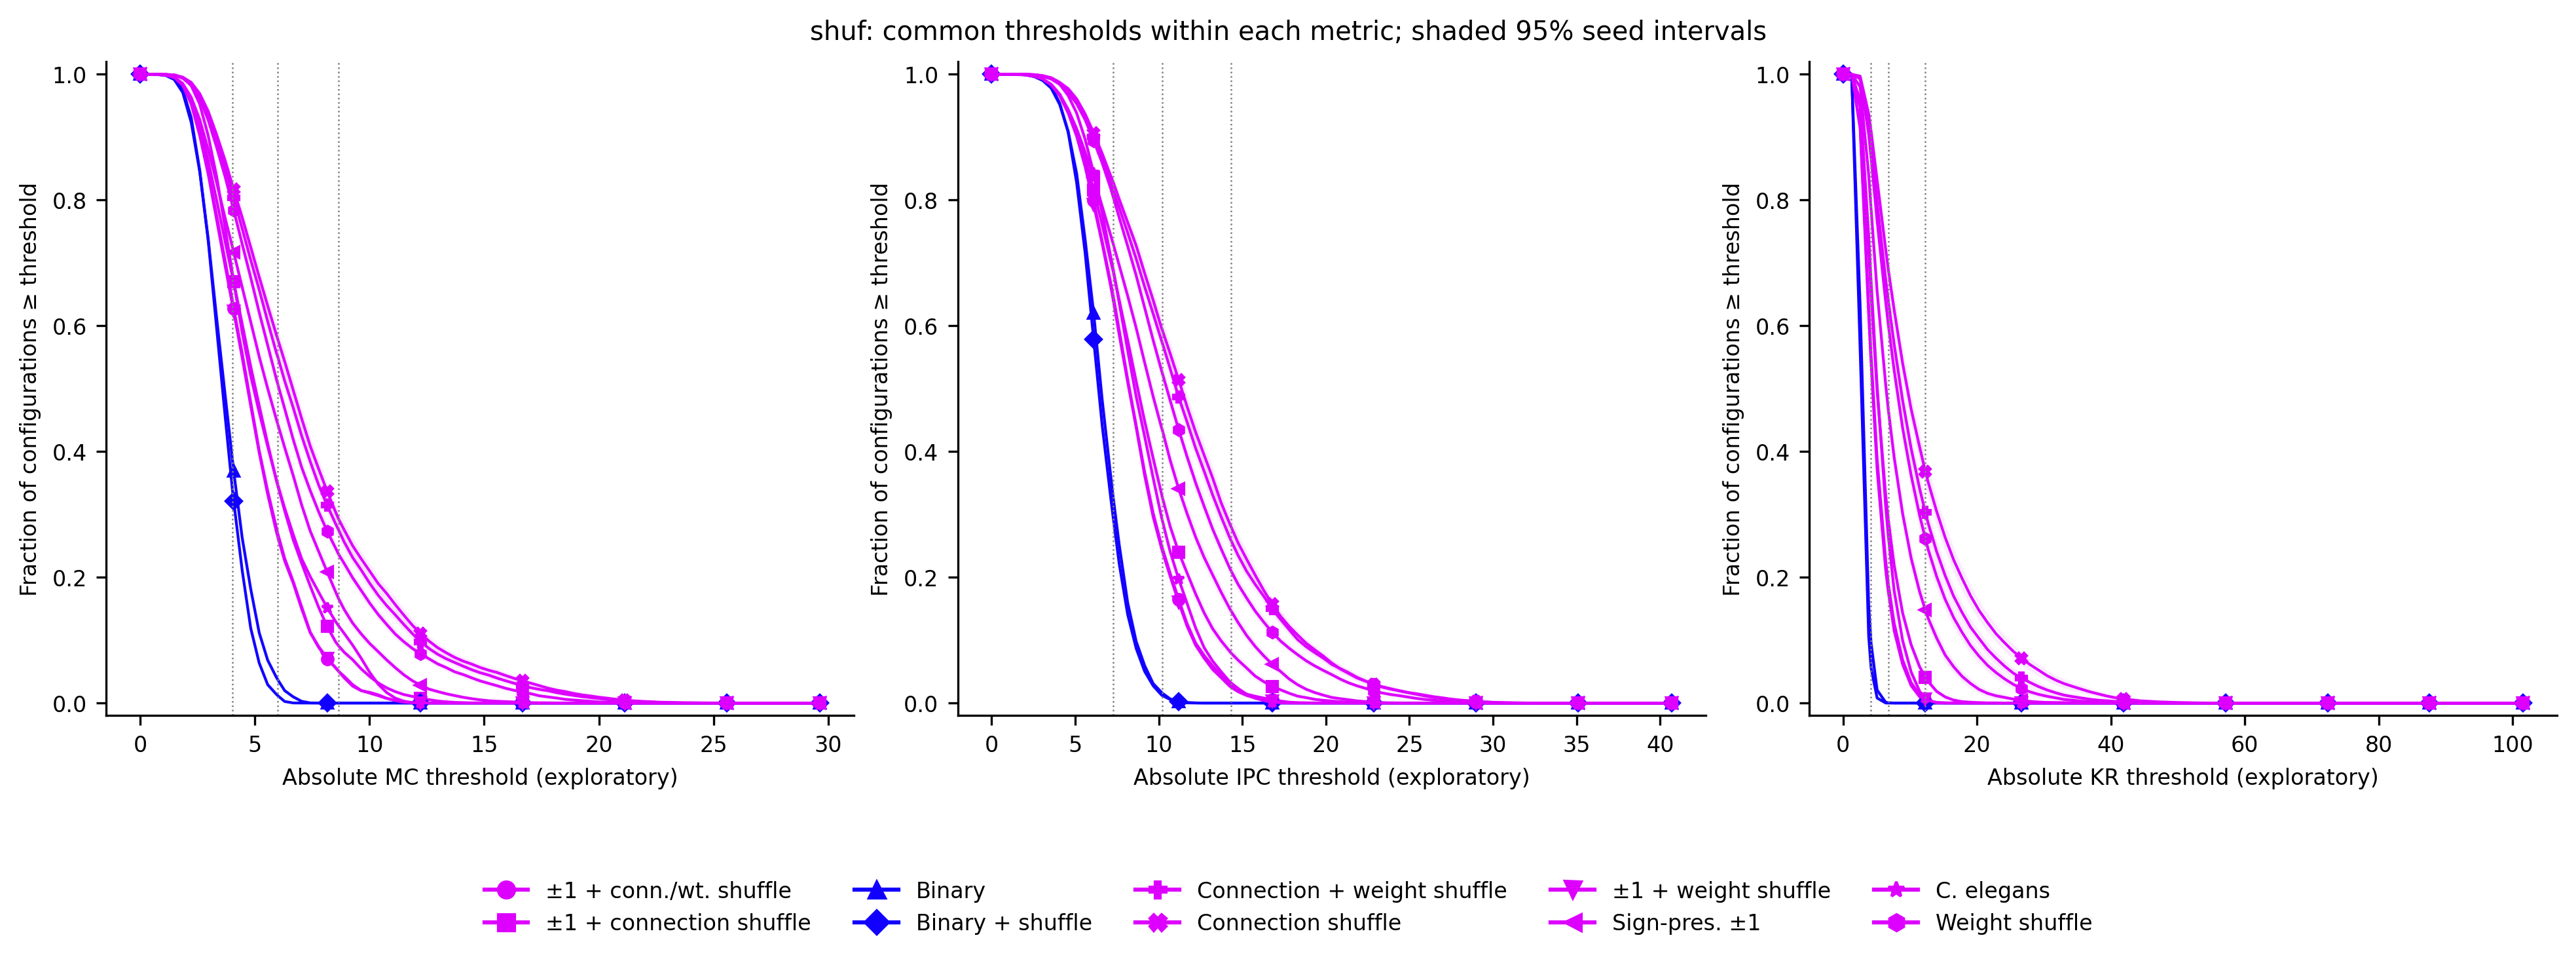 shuf: common thresholds within each metric; shaded 95% seed intervals
Fraction of configurations ≥ threshold
1.0
0.8
0.6
0.4
0.2
0.0
0 5 10 15 20 25 30
Absolute MC threshold (exploratory)
Fraction of configurations ≥ threshold
1.0
0.8
0.6
0.4
0.2
0.0
0 5 10 15 20 25 30 35 40
Absolute IPC threshold (exploratory)
Fraction of configurations ≥ threshold
1.0
0.8
0.6
0.4
0.2
0.0
0 20 40 60 80 100
Absolute KR threshold (exploratory)
±1 + conn./wt. shuffle
±1 + connection shuffle
Binary
Binary + shuffle
Connection + weight shuffle
Connection shuffle
±1 + weight shuffle
Sign-pres. ±1
C. elegans
Weight shuffle